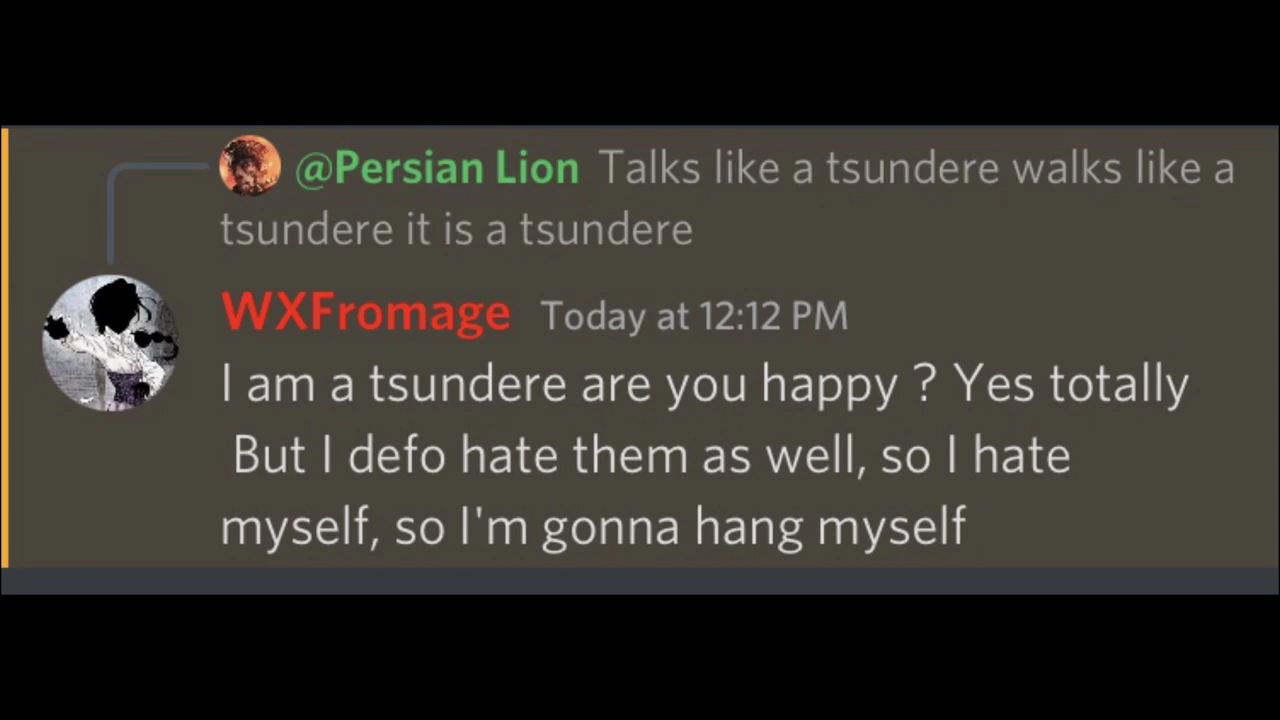 @Persian Lion Talks like a tsundere walks like a
tsundere it is a tsundere
WXFromage Today at 12:12 PM
I am a tsundere are you happy ? Yes totally
But I defo hate them as well, so I hate
myself, so I'm gonna hang myself